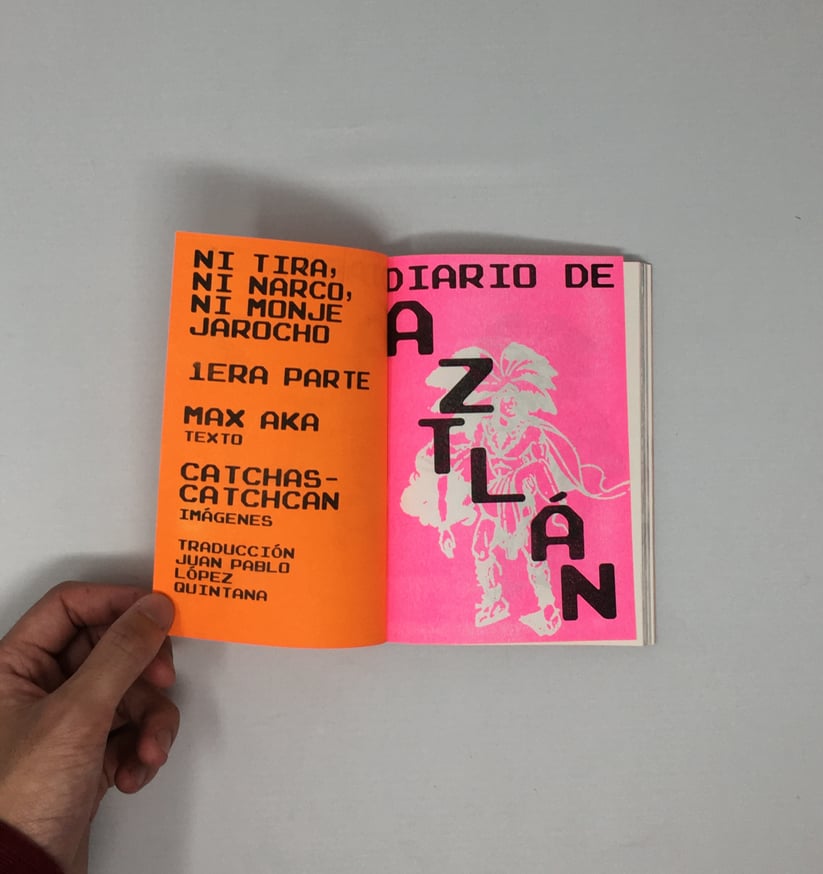 NI TIRA,
NI NARCO,
NI MONJE
JAROCHO
1ERA PARTE
MAX AKA
TEXTO
CATCHAS-
CATCHCAN
IMÁGENES
TRADUCCIÓN
JUAN PABLO
LÓPEZ
QUINTANA
DIARIO DE
AZTLÁN